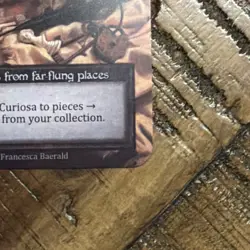 from far-flung places
Curiosa to pieces →
from your collection.
Francesca Baerald